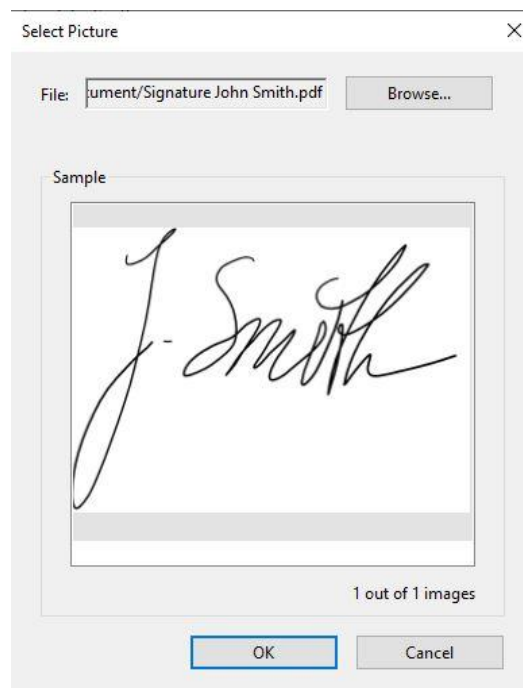 Select Picture
File: ument/Signature John Smith.pdf Browse...
Sample
J. Smith
1 out of 1 images
OK Cancel